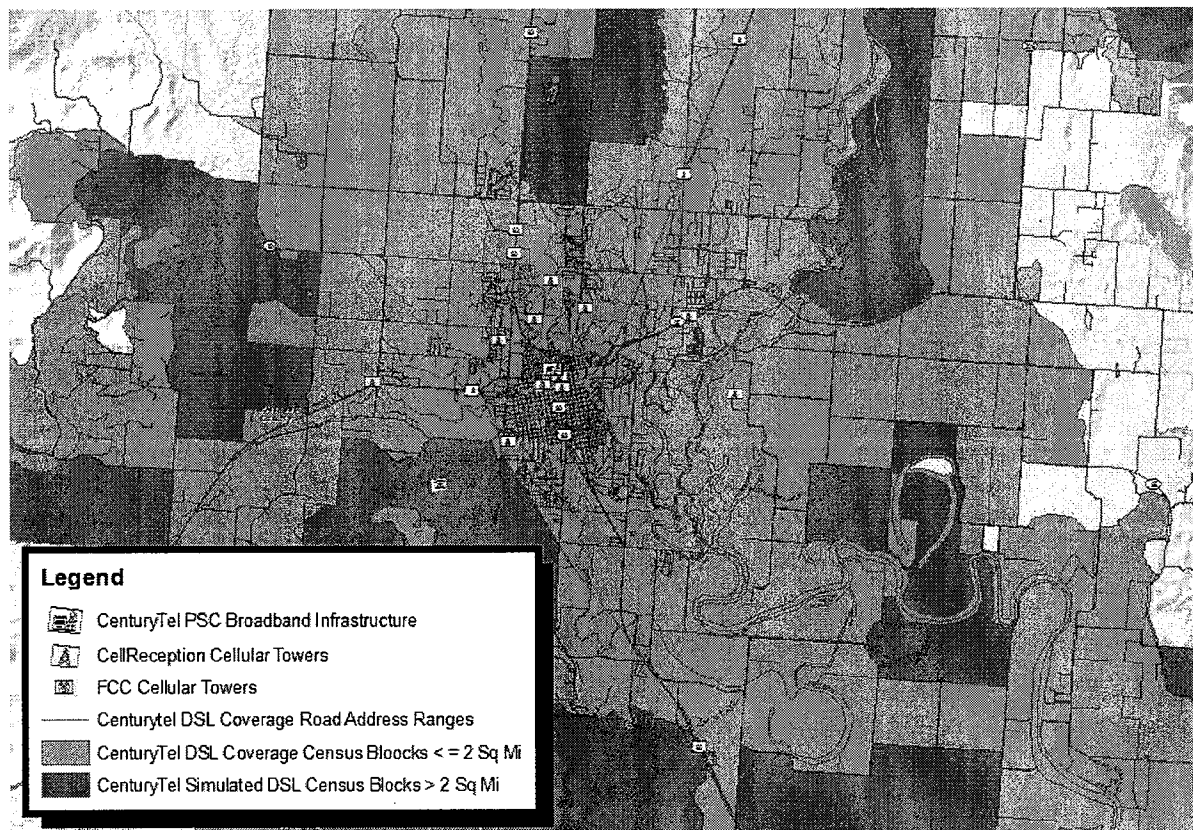 Legend
CenturyTel PSC Broadband Infrastructure
CellReception Cellular Towers
FCC Cellular Towers
Centurytel DSL Coverage Road Address Ranges
CenturyTel DSL Coverage Census Bloocks < = 2 Sq Mi
CenturyTel Simulated DSL Census Blocks > 2 Sq Mi